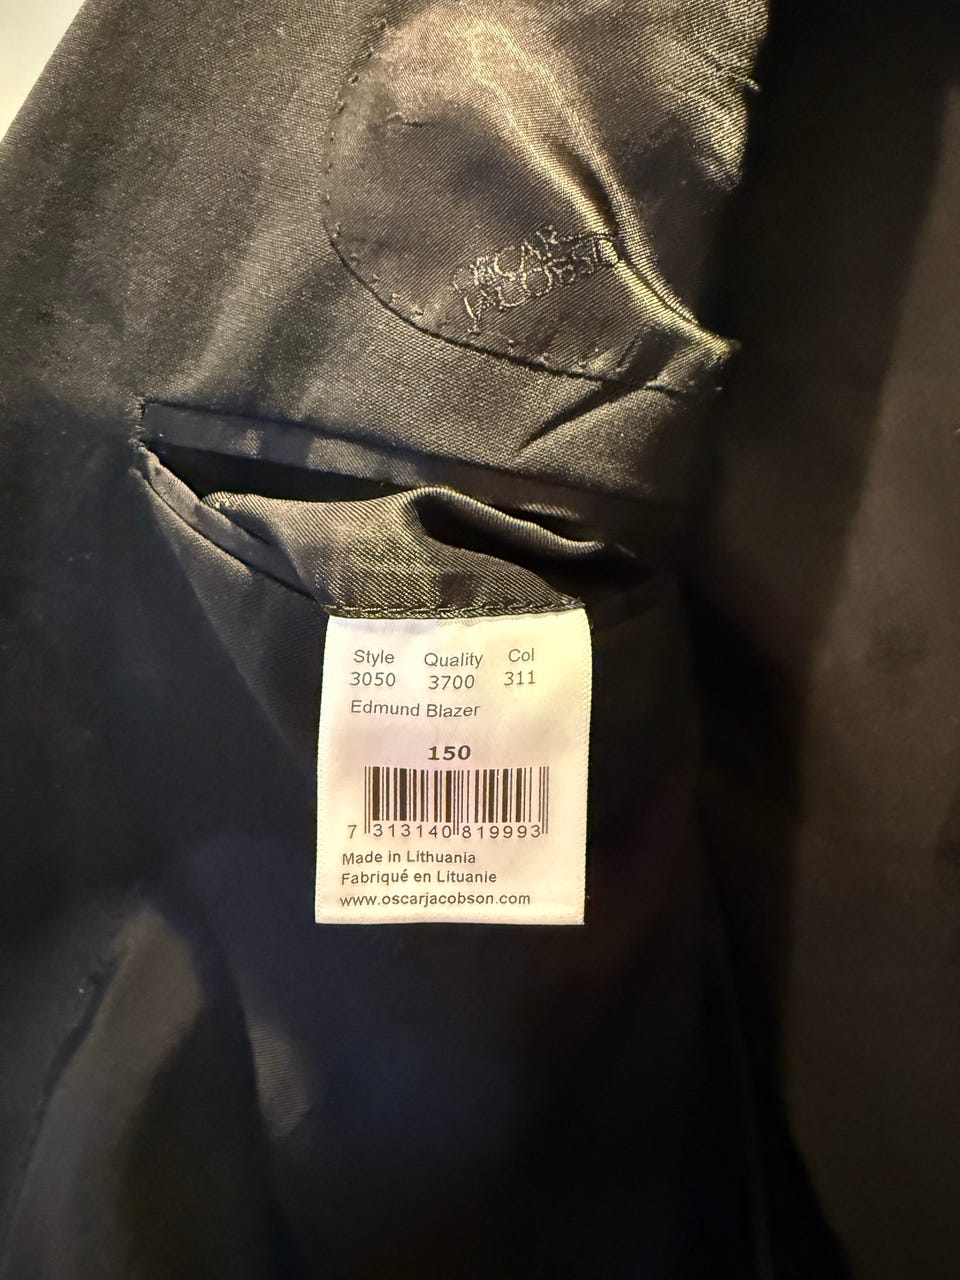 OSCAR
JACOBSON
Style Quality Col
3050 3700 311
Edmund Blazer
150
7 313140 819993
Made in Lithuania
Fabriqué en Lituanie
www.oscarjacobson.com